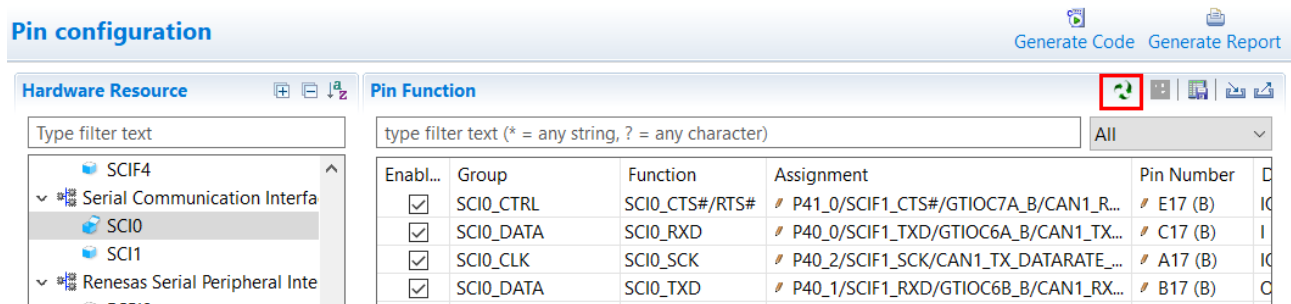 Pin configuration
Generate Code Generate Report
Hardware Resource
Pin Function
Type filter text
type filter text (* = any string, ? = any character)
All
SCIF4
Serial Communication Interfa
SCI0
SCI1
Renesas Serial Peripheral Inte
Enabl... Group Function Assignment Pin Number D
SCI0_CTRL SCI0_CTS#/RTS# P41_0/SCIF1_CTS#/GTIOC7A_B/CAN1_R... E17 (B) IO
SCI0_DATA SCI0_RXD P40_0/SCIF1_TXD/GTIOC6A_B/CAN1_TX... C17 (B) I
SCI0_CLK SCI0_SCK P40_2/SCIF1_SCK/CAN1_TX_DATARATE_... A17 (B) IO
SCI0_DATA SCI0_TXD P40_1/SCIF1_RXD/GTIOC6B_B/CAN1_RX... B17 (B) O